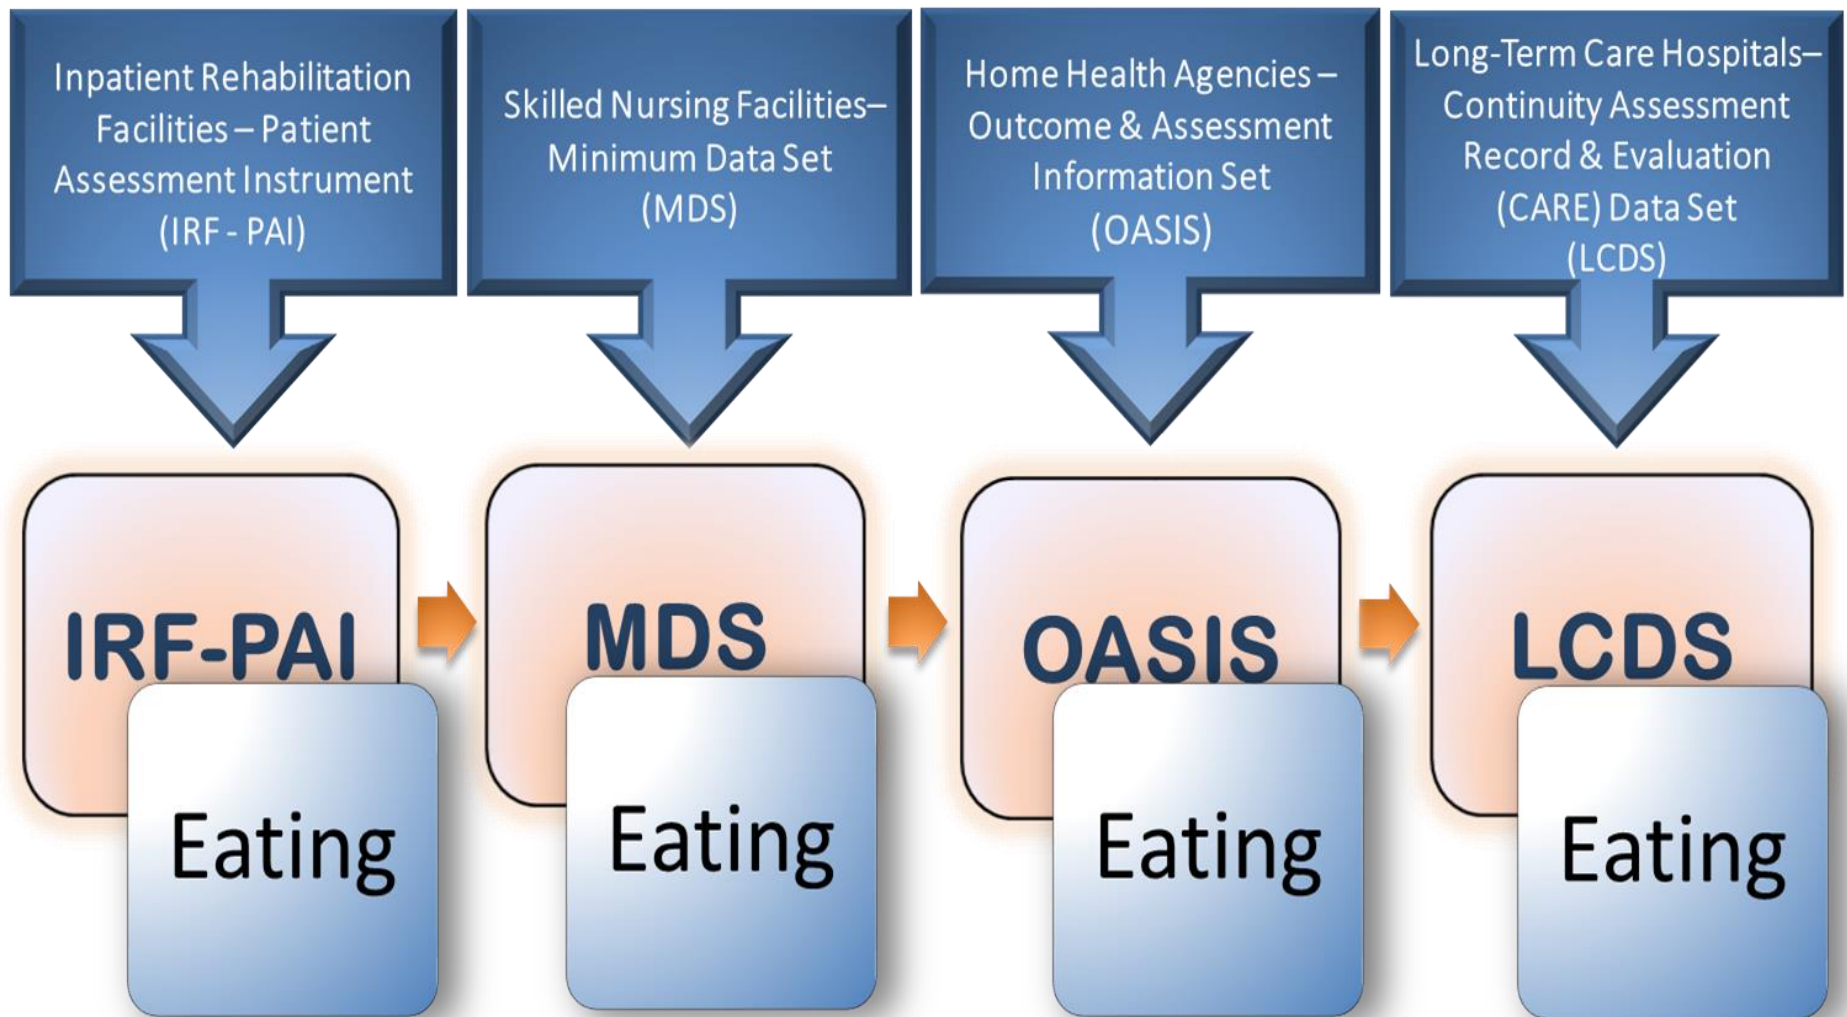 Inpatient Rehabilitation
Facilities – Patient
Assessment Instrument
(IRF - PAI)
Skilled Nursing Facilities–
Minimum Data Set
(MDS)
Home Health Agencies –
Outcome & Assessment
Information Set
(OASIS)
Long-Term Care Hospitals–
Continuity Assessment
Record & Evaluation
(CARE) Data Set
(LCDS)
IRF-PAI
MDS
OASIS
LCDS
Eating
Eating
Eating
Eating